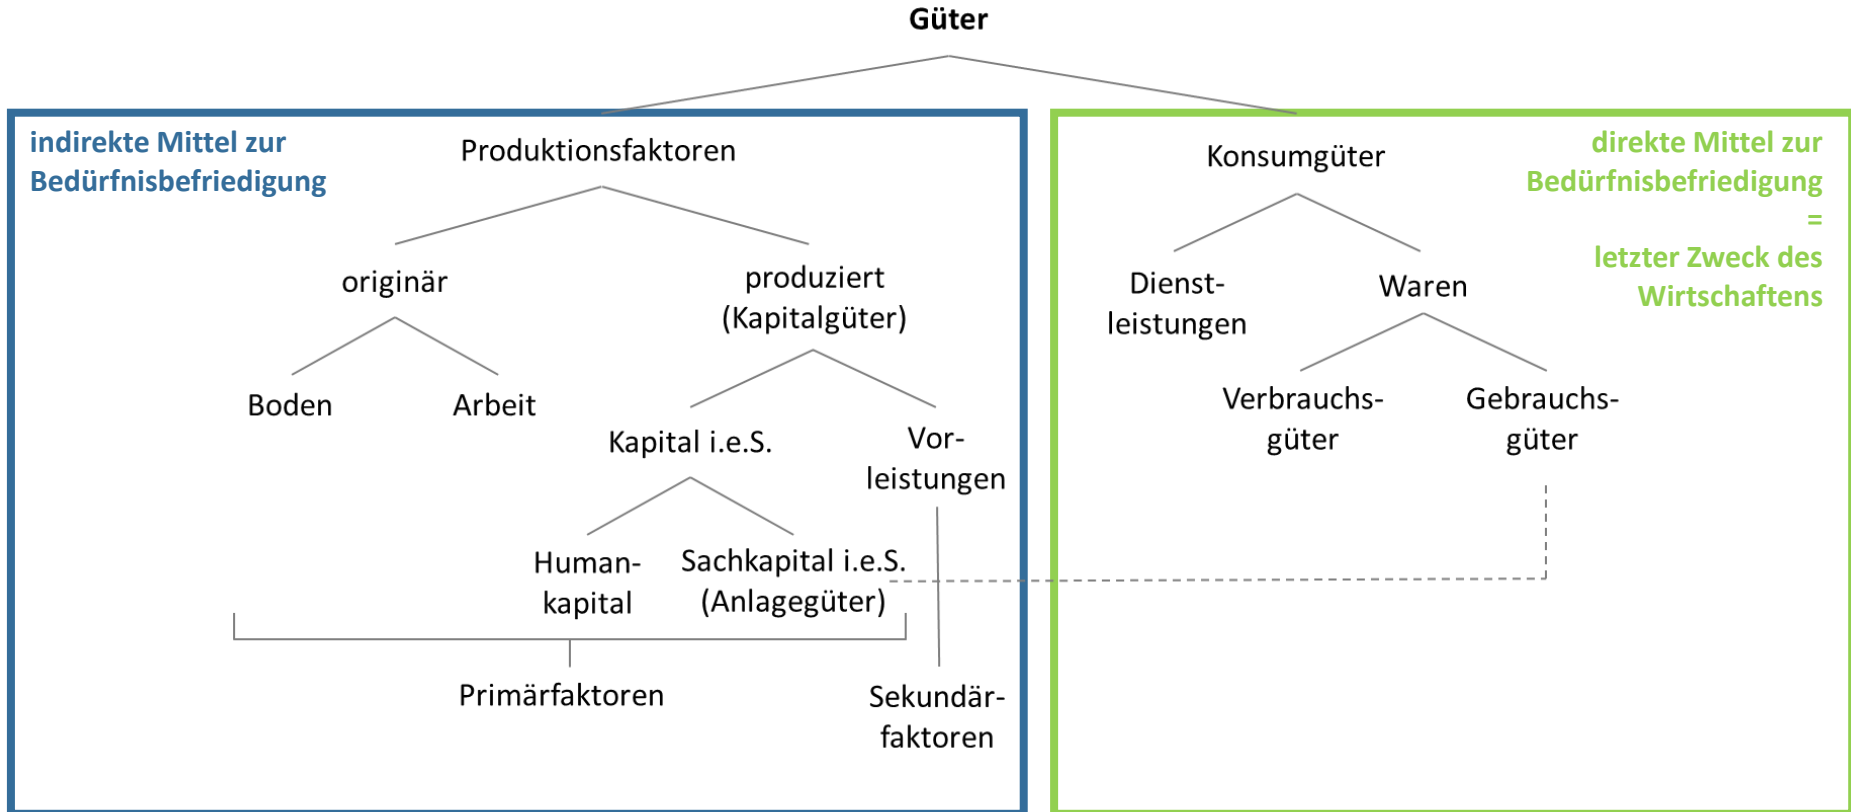 Güter
indirekte Mittel zur
Bedürfnisbefriedigung
Produktionsfaktoren
originär
produziert
(Kapitalgüter)
Boden
Arbeit
Kapital i.e.S.
Vor-
leistungen
Human-
kapital
Sachkapital i.e.S.
(Anlagegüter)
Primärfaktoren
Sekundär-
faktoren
Konsumgüter
direkte Mittel zur
Bedürfnisbefriedigung
=
letzter Zweck des
Wirtschaftens
Dienst-
leistungen
Waren
Verbrauchs-
güter
Gebrauchs-
güter